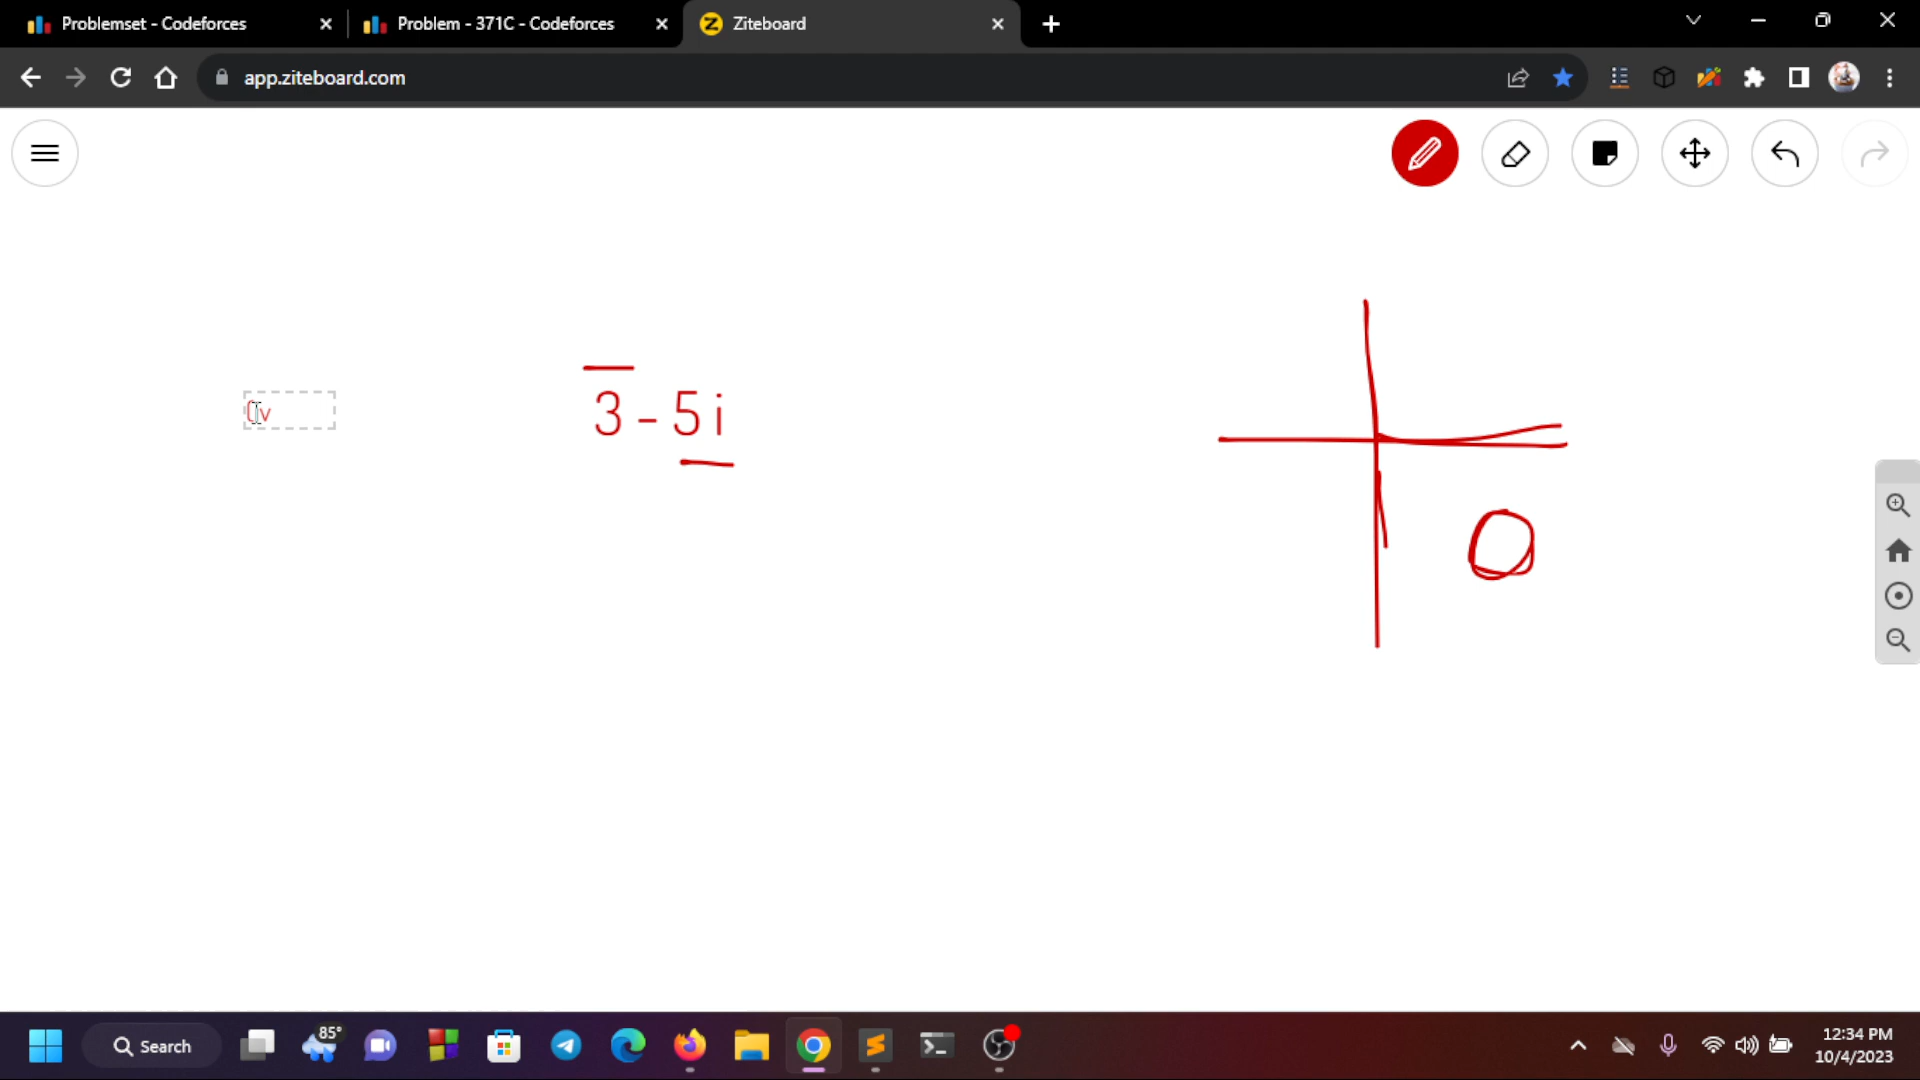 Problemset - Codeforces
Problem - 371C - Codeforces
Ziteboard
app.ziteboard.com
3 - 5 i
85°
Search
12:34 PM
10/4/2023